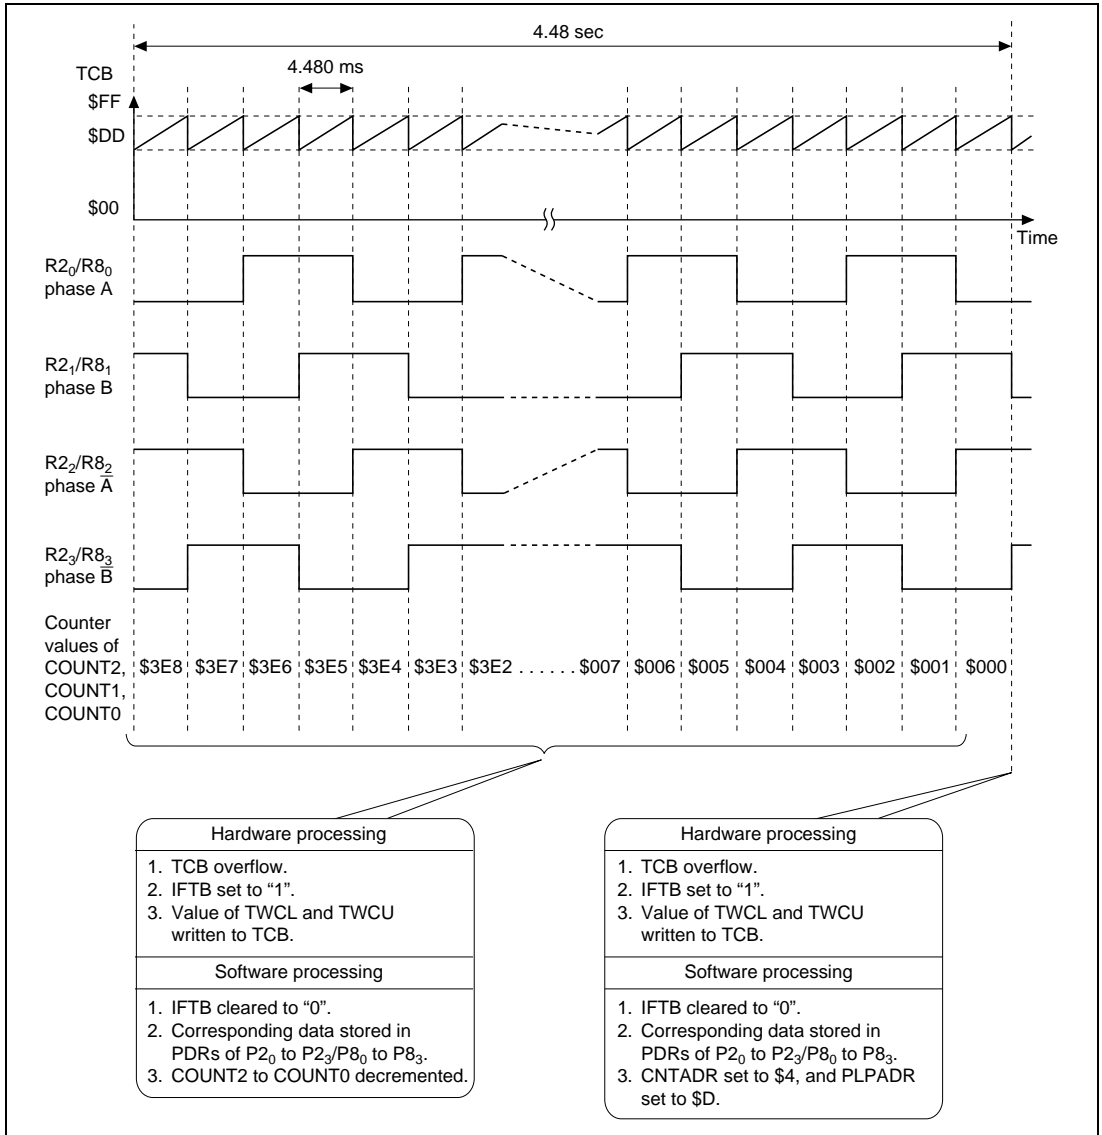 4.48 sec
4.480 ms
TCB
$FF
$DD
$00
Time
R2₀/R8₀
phase A
R2₁/R8₁
phase B
R2₂/R8₂
phase A̅
R2₃/R8₃
phase B̅
Counter
values of
COUNT2,
COUNT1,
COUNT0
$3E8 $3E7 $3E6 $3E5 $3E4 $3E3 $3E2 . . . . . . $007 $006 $005 $004 $003 $002 $001 $000
Hardware processing
1. TCB overflow.
2. IFTB set to “1”.
3. Value of TWCL and TWCU
written to TCB.
Software processing
1. IFTB cleared to “0”.
2. Corresponding data stored in
PDRs of P2₀ to P2₃/P8₀ to P8₃.
3. COUNT2 to COUNT0 decremented.
Hardware processing
1. TCB overflow.
2. IFTB set to “1”.
3. Value of TWCL and TWCU
written to TCB.
Software processing
1. IFTB cleared to “0”.
2. Corresponding data stored in
PDRs of P2₀ to P2₃/P8₀ to P8₃.
3. CNTADR set to $4, and PLPADR
set to $D.